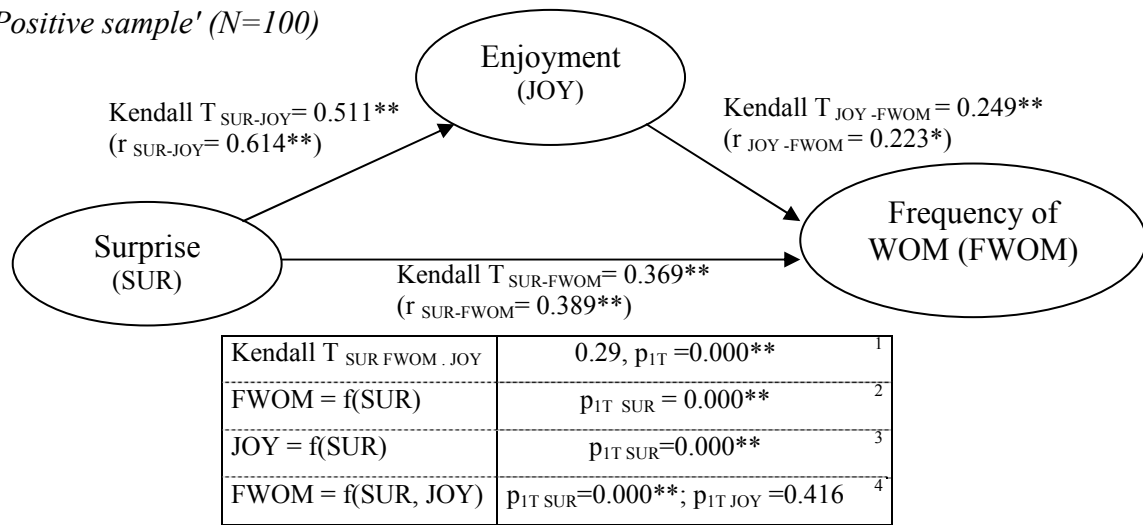 Positive sample' (N=100)
Enjoyment
(JOY)
Kendall T SUR-JOY= 0.511**
(r SUR-JOY= 0.614**)
Kendall T JOY -FWOM = 0.249**
(r JOY -FWOM = 0.223*)
Surprise
(SUR)
Frequency of
WOM (FWOM)
Kendall T SUR-FWOM= 0.369**
(r SUR-FWOM= 0.389**)
Kendall T SUR FWOM . JOY 0.29, p1T =0.000** 1
FWOM = f(SUR) p1T SUR = 0.000** 2
JOY = f(SUR) p1T SUR=0.000** 3
FWOM = f(SUR, JOY) p1T SUR=0.000**; p1T JOY =0.416 4